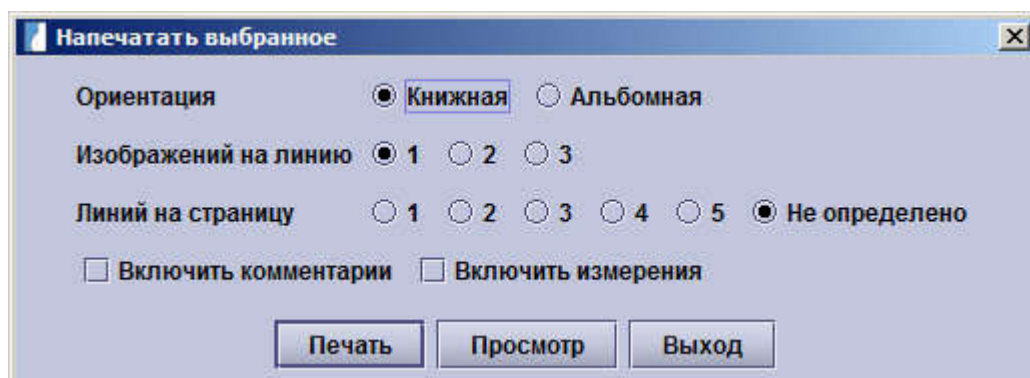 Напечатать выбранное
Ориентация Книжная Альбомная
Изображений на линию 1 2 3
Линий на страницу 1 2 3 4 5 Не определено
Включить комментарии Включить измерения
Печать Просмотр Выход